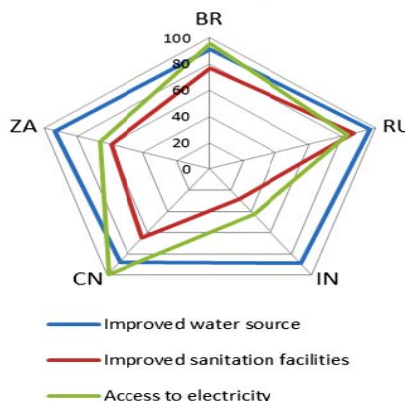 BR
100
80
60
40
20
0
ZA
RU
CN
IN
Improved water source
Improved sanitation facilities
Access to electricity